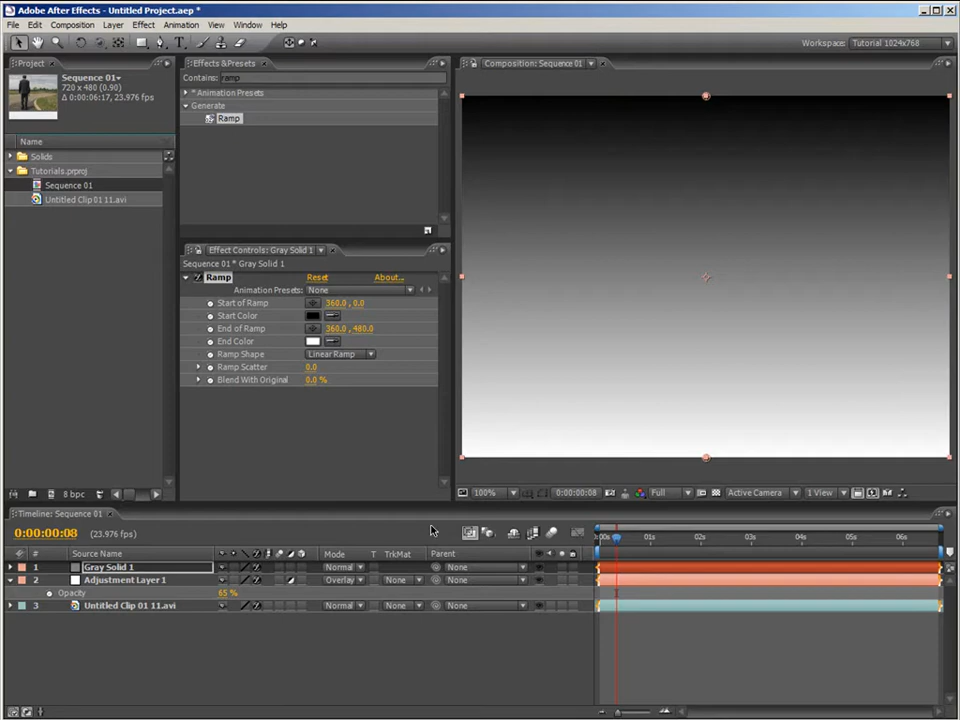 Adobe After Effects - Untitled Project.aep *
File Edit Composition Layer Effect Animation View Window Help
Workspace: Tutorial 1024x768
Project
Sequence 01
720 x 480 (0.90)
Δ 0:00:06:17, 23.976 fps
Name
Solids
Tutorials.prproj
Sequence 01
Untitled Clip 01 11.avi
8 bpc
Effects & Presets
Contains: ramp
* Animation Presets
Generate
Ramp
Effect Controls: Gray Solid 1
Sequence 01 * Gray Solid 1
Ramp Reset About...
Animation Presets: None
Start of Ramp 360.0, 0.0
Start Color
End of Ramp 360.0, 480.0
End Color
Ramp Shape Linear Ramp
Ramp Scatter 0.0
Blend With Original 0.0 %
Composition: Sequence 01
100% 0:00:00:08 Full Active Camera 1 View
Timeline: Sequence 01
0:00:00:08 (23.976 fps)
# Source Name Mode T TrkMat Parent
:00s 01s 02s 03s 04s 05s 06s
1 Gray Solid 1 Normal None
2 Adjustment Layer 1 Overlay None None
Opacity 65 %
3 Untitled Clip 01 11.avi Normal None None